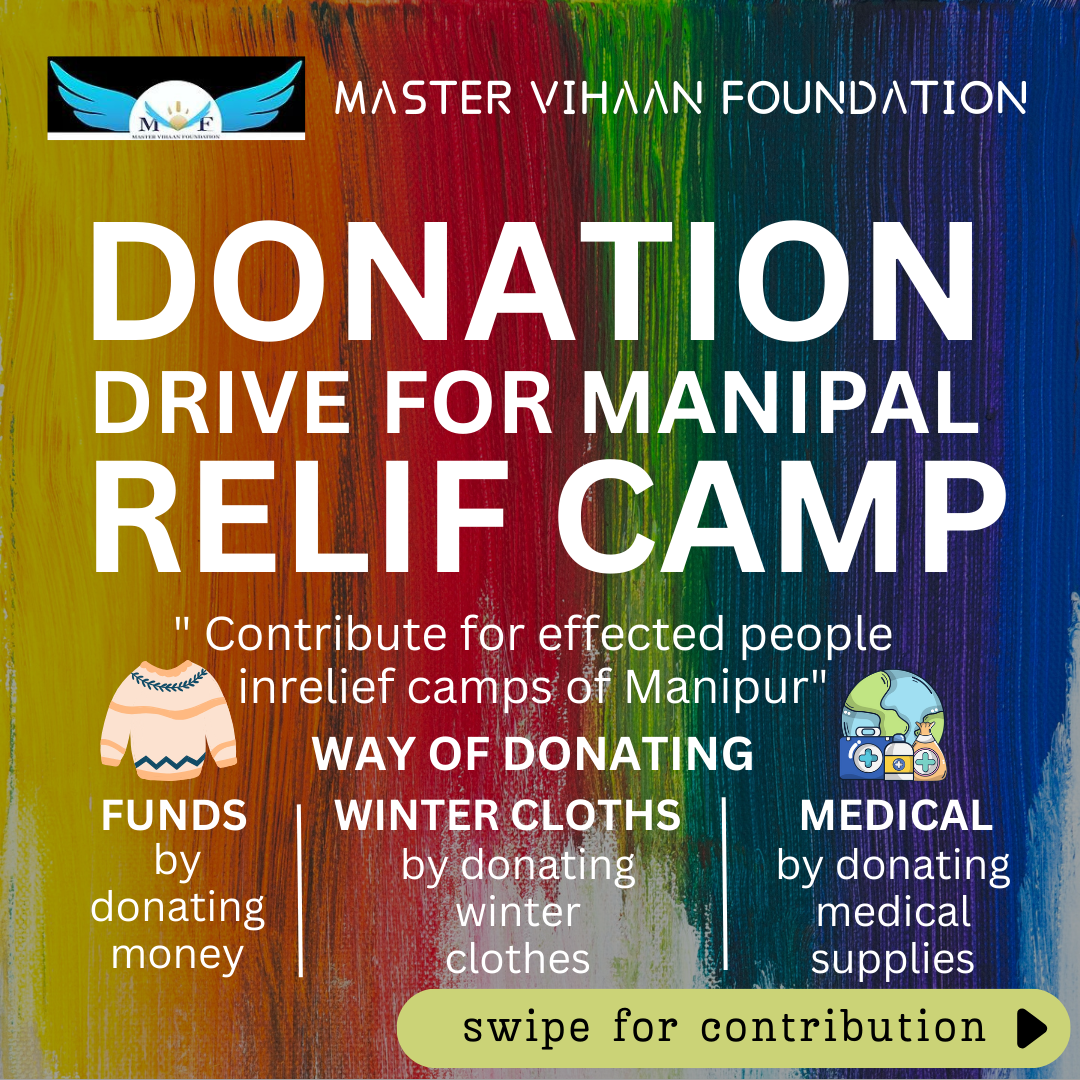 M F
MASTER VIHAAN FOUNDATION
MASTER VIHAAN FOUNDATION
DONATION
DRIVE FOR MANIPAL
RELIF CAMP
" Contribute for effected people
inrelief camps of Manipur"
WAY OF DONATING
FUNDS
by
donating
money
WINTER CLOTHS
by donating
winter
clothes
MEDICAL
by donating
medical
supplies
swipe for contribution